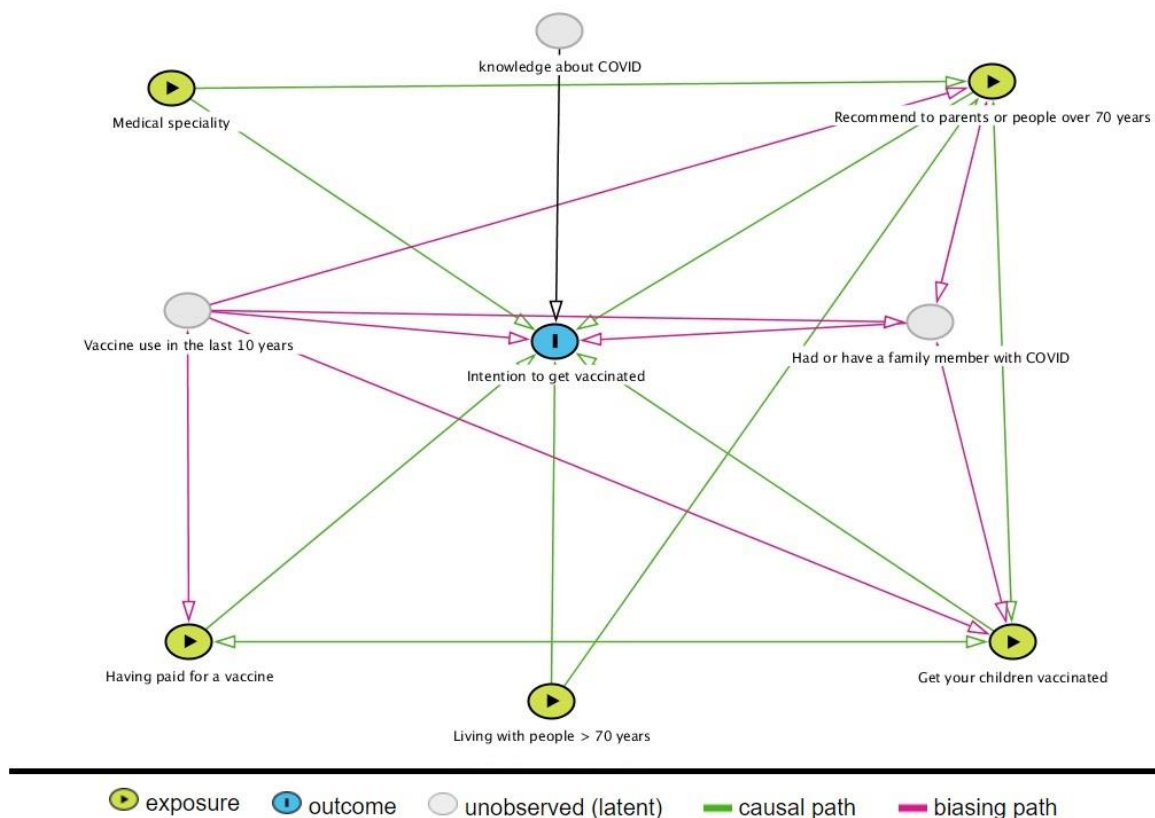 knowledge about COVID
Medical speciality
Recommend to parents or people over 70 years
Vaccine use in the last 10 years
Had or have a family member with COVID
Intention to get vaccinated
Having paid for a vaccine
Get your children vaccinated
Living with people > 70 years
exposure
outcome
unobserved (latent)
causal path
biasing path